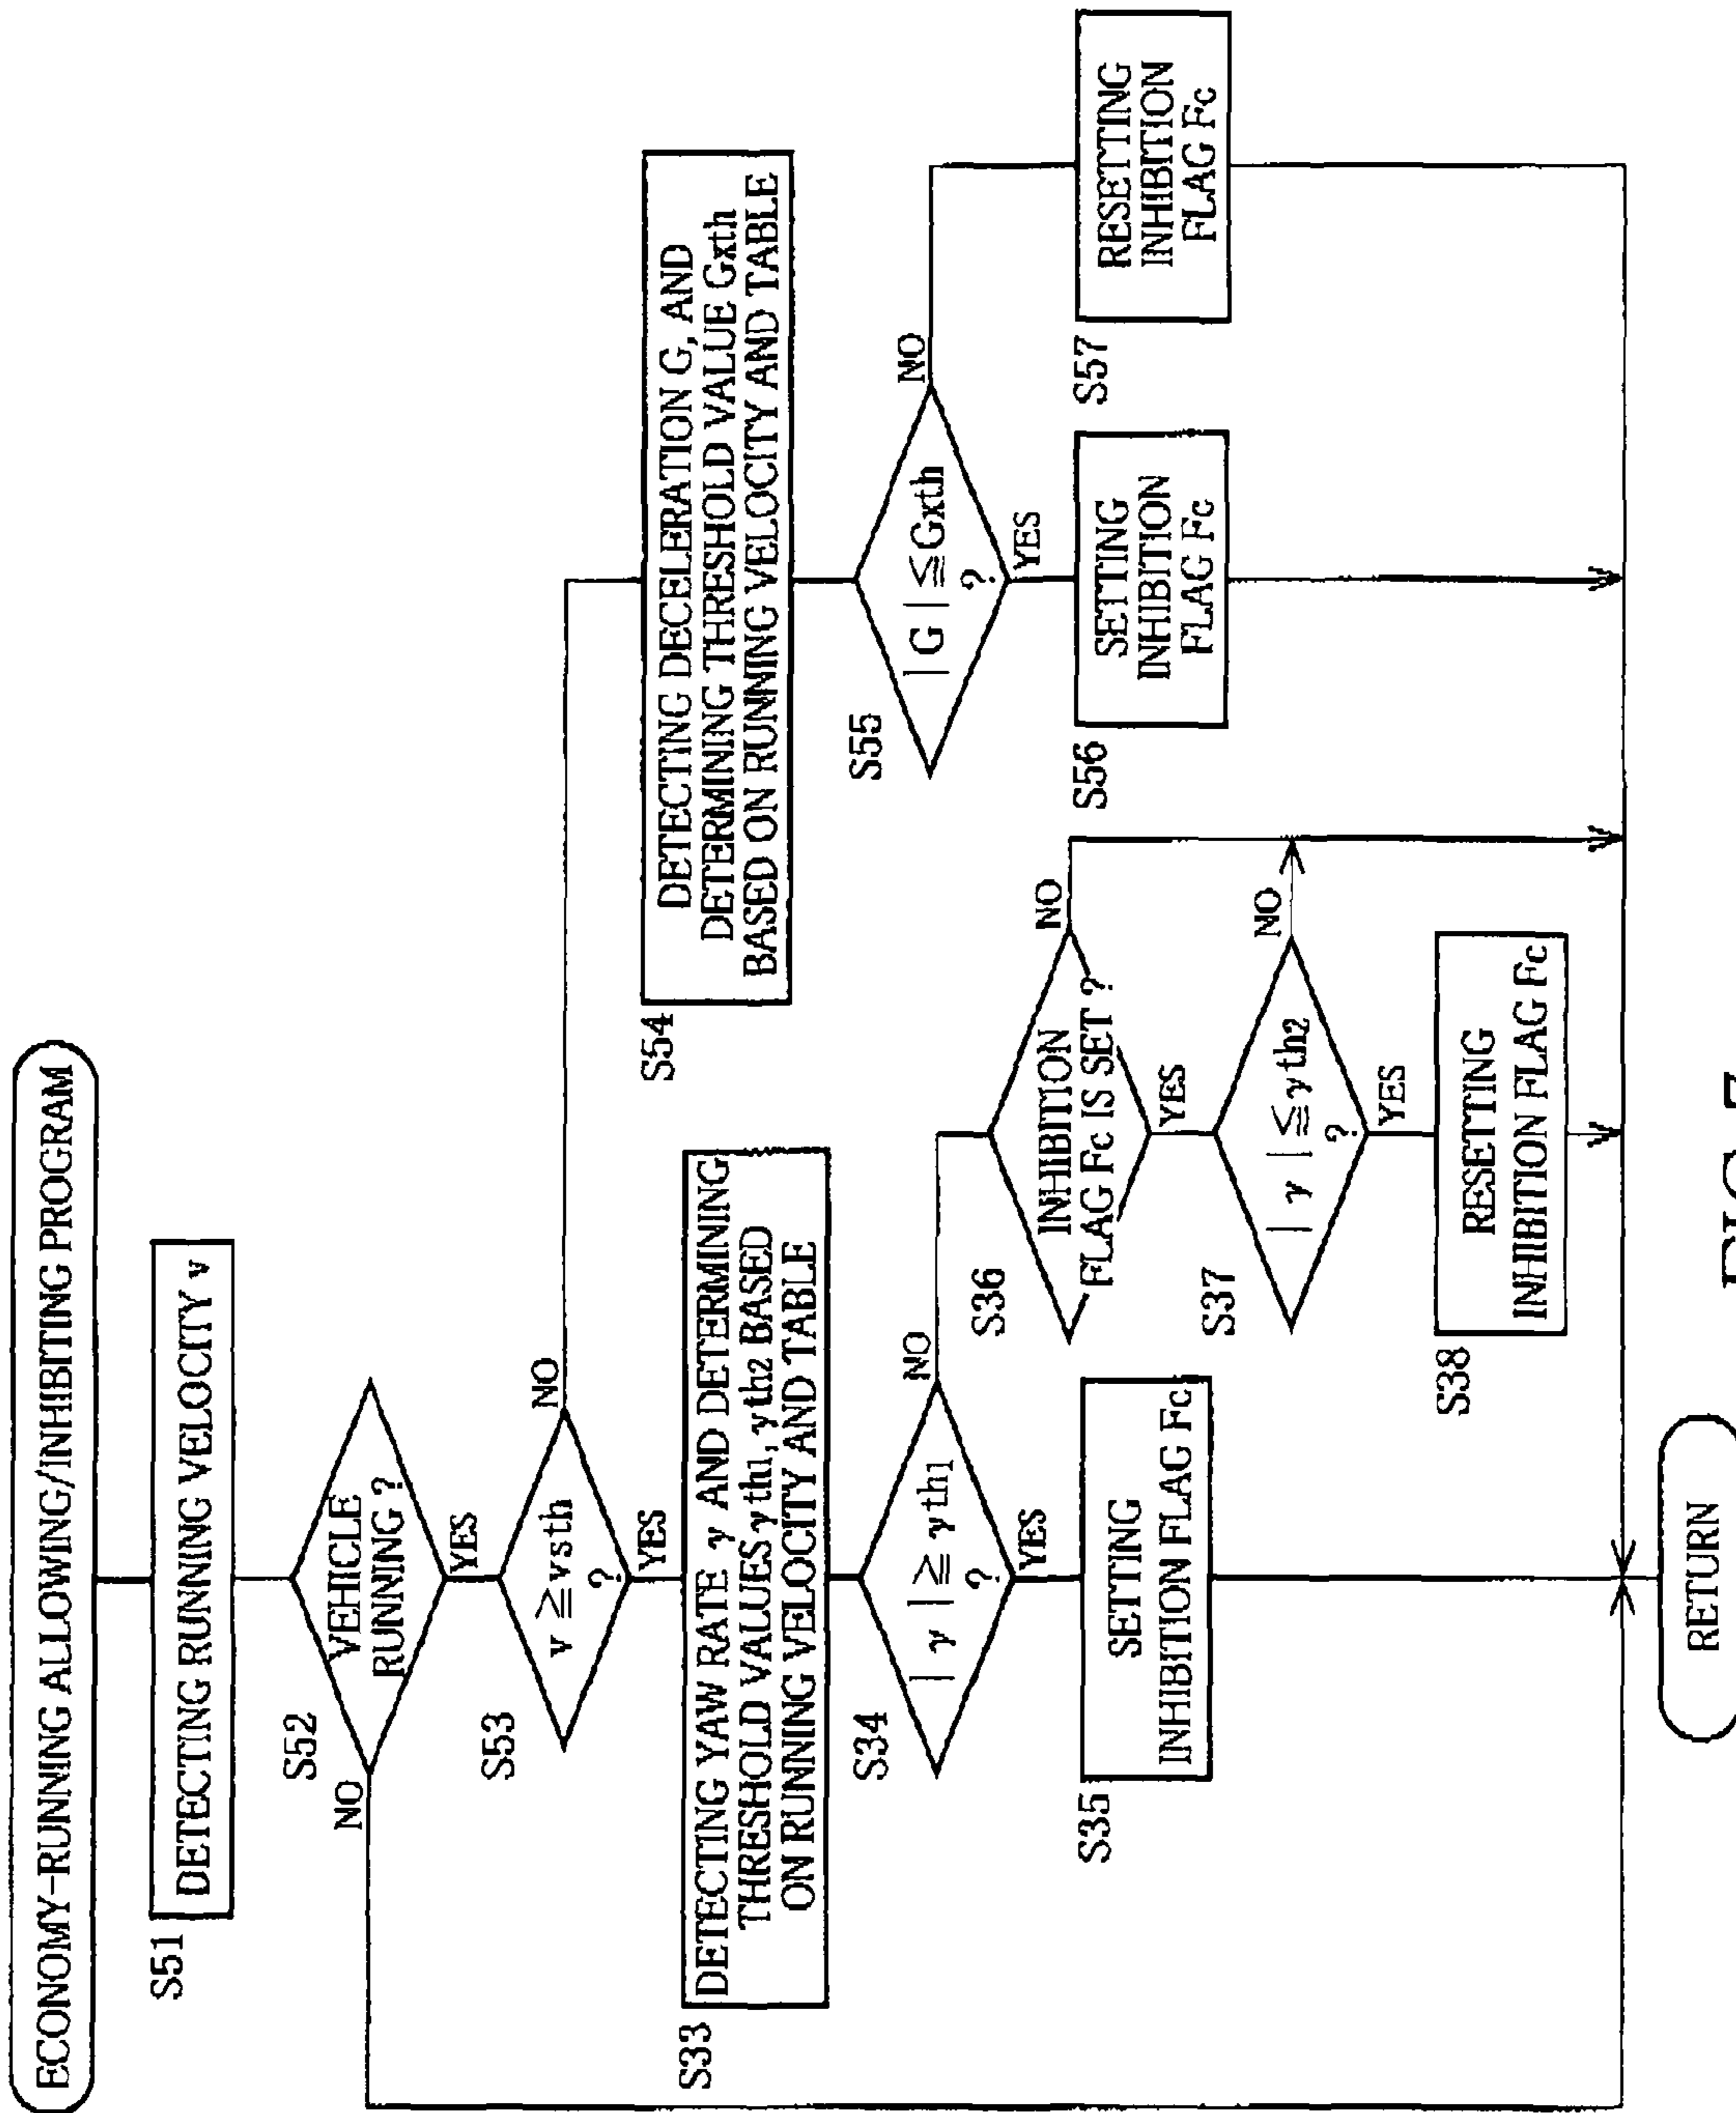 ECONOMY-RUNNING ALLOWING/INHIBITING PROGRAM
S51
DETECTING RUNNING VELOCITY v
S52
VEHICLE
RUNNING ?
NO
YES
S53
v ≧ vsth
?
NO
YES
S33
DETECTING YAW RATE γ AND DETERMINING
THRESHOLD VALUES γth1, γth2 BASED
ON RUNNING VELOCITY AND TABLE
S34
| γ | ≧ γth1
?
NO
YES
S35
SETTING
INHIBITION FLAG Fc
S36
INHIBITION
FLAG Fc IS SET ?
NO
YES
S37
| γ | ≦ γth2
?
NO
YES
S38
RESETTING
INHIBITION FLAG Fc
S54
DETECTING DECELERATION G, AND
DETERMINING THRESHOLD VALUE Gxth
BASED ON RUNNING VELOCITY AND TABLE
S55
| G | ≦ Gxth
?
NO
YES
S56
SETTING
INHIBITION
FLAG Fc
S57
RESETTING
INHIBITION
FLAG Fc
RETURN